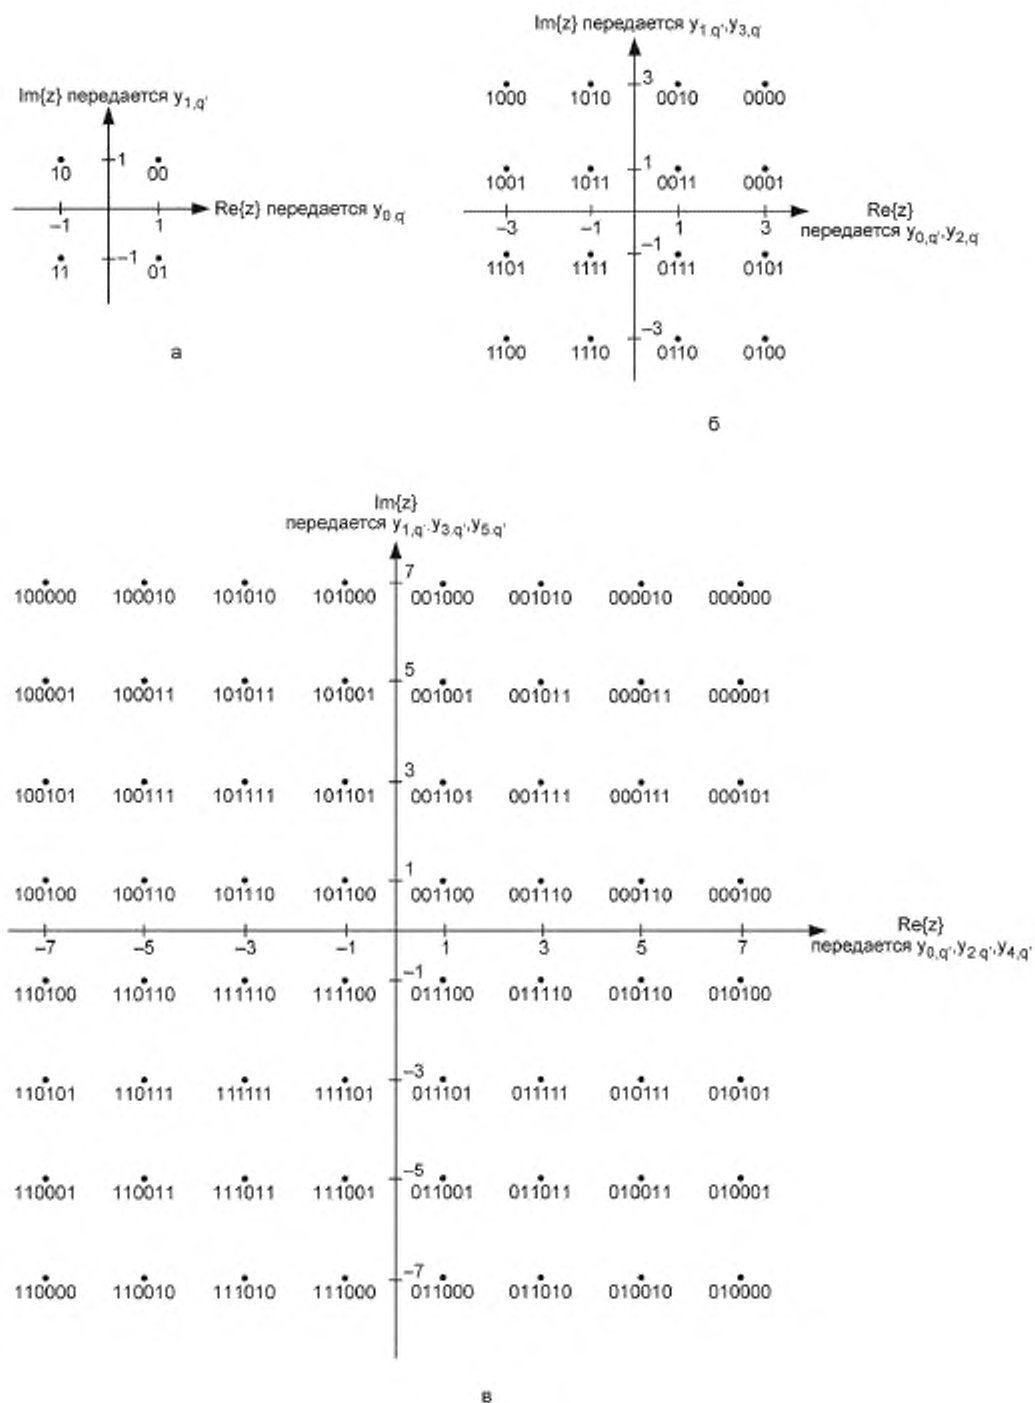 Im{z} передается y1,q'
10 00
1
Re{z} передается y0,q'
–1 1
–1
11 01
а
Im{z} передается y1,q',y3,q'
3
1000 1010 0010 0000
1
1001 1011 0011 0001
Re{z}
передается y0,q',y2,q'
–3 –1 1 3
–1
1101 1111 0111 0101
–3
1100 1110 0110 0100
б
Im{z}
передается y1,q',y3,q',y5,q'
7
100000 100010 101010 101000 001000 001010 000010 000000
5
100001 100011 101011 101001 001001 001011 000011 000001
3
100101 100111 101111 101101 001101 001111 000111 000101
1
100100 100110 101110 101100 001100 001110 000110 000100
Re{z}
передается y0,q',y2,q',y4,q'
–7 –5 –3 –1 1 3 5 7
–1
110100 110110 111110 111100 011100 011110 010110 010100
–3
110101 110111 111111 111101 011101 011111 010111 010101
–5
110001 110011 111011 111001 011001 011011 010011 010001
–7
110000 110010 111010 111000 011000 011010 010010 010000
в